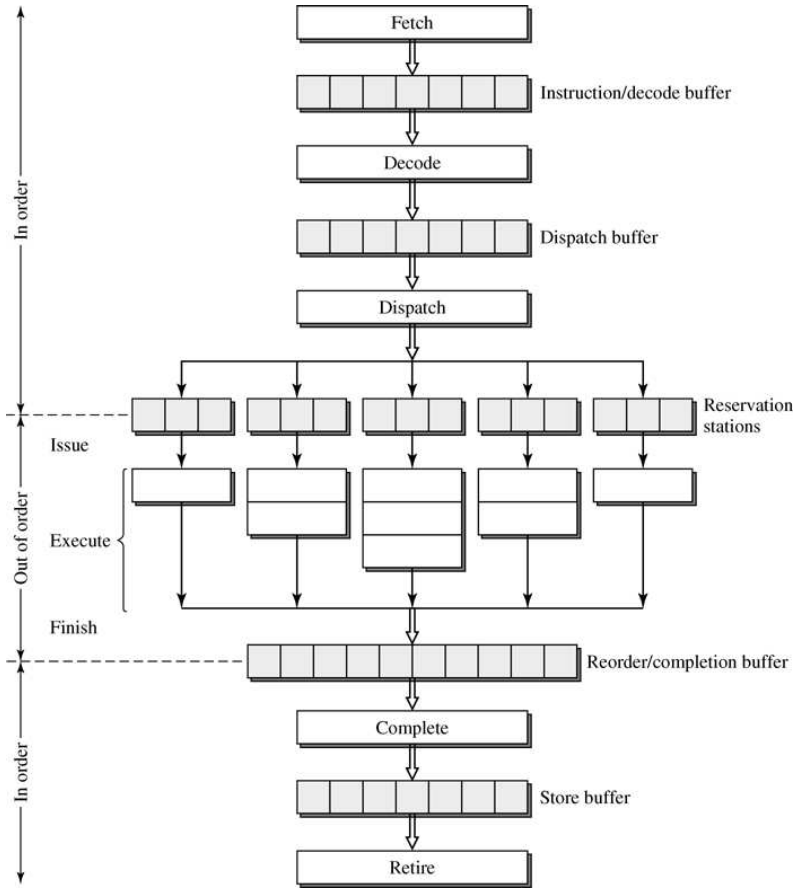 Fetch
Instruction/decode buffer
Decode
In order
Dispatch buffer
Dispatch
Reservation
stations
Issue
Out of order
Execute
Finish
Reorder/completion buffer
Complete
In order
Store buffer
Retire